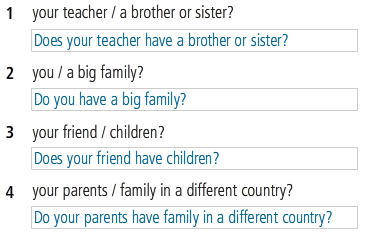 1 your teacher / a brother or sister?
Does your teacher have a brother or sister?
2 you / a big family?
Do you have a big family?
3 your friend / children?
Does your friend have children?
4 your parents / family in a different country?
Do your parents have family in a different country?